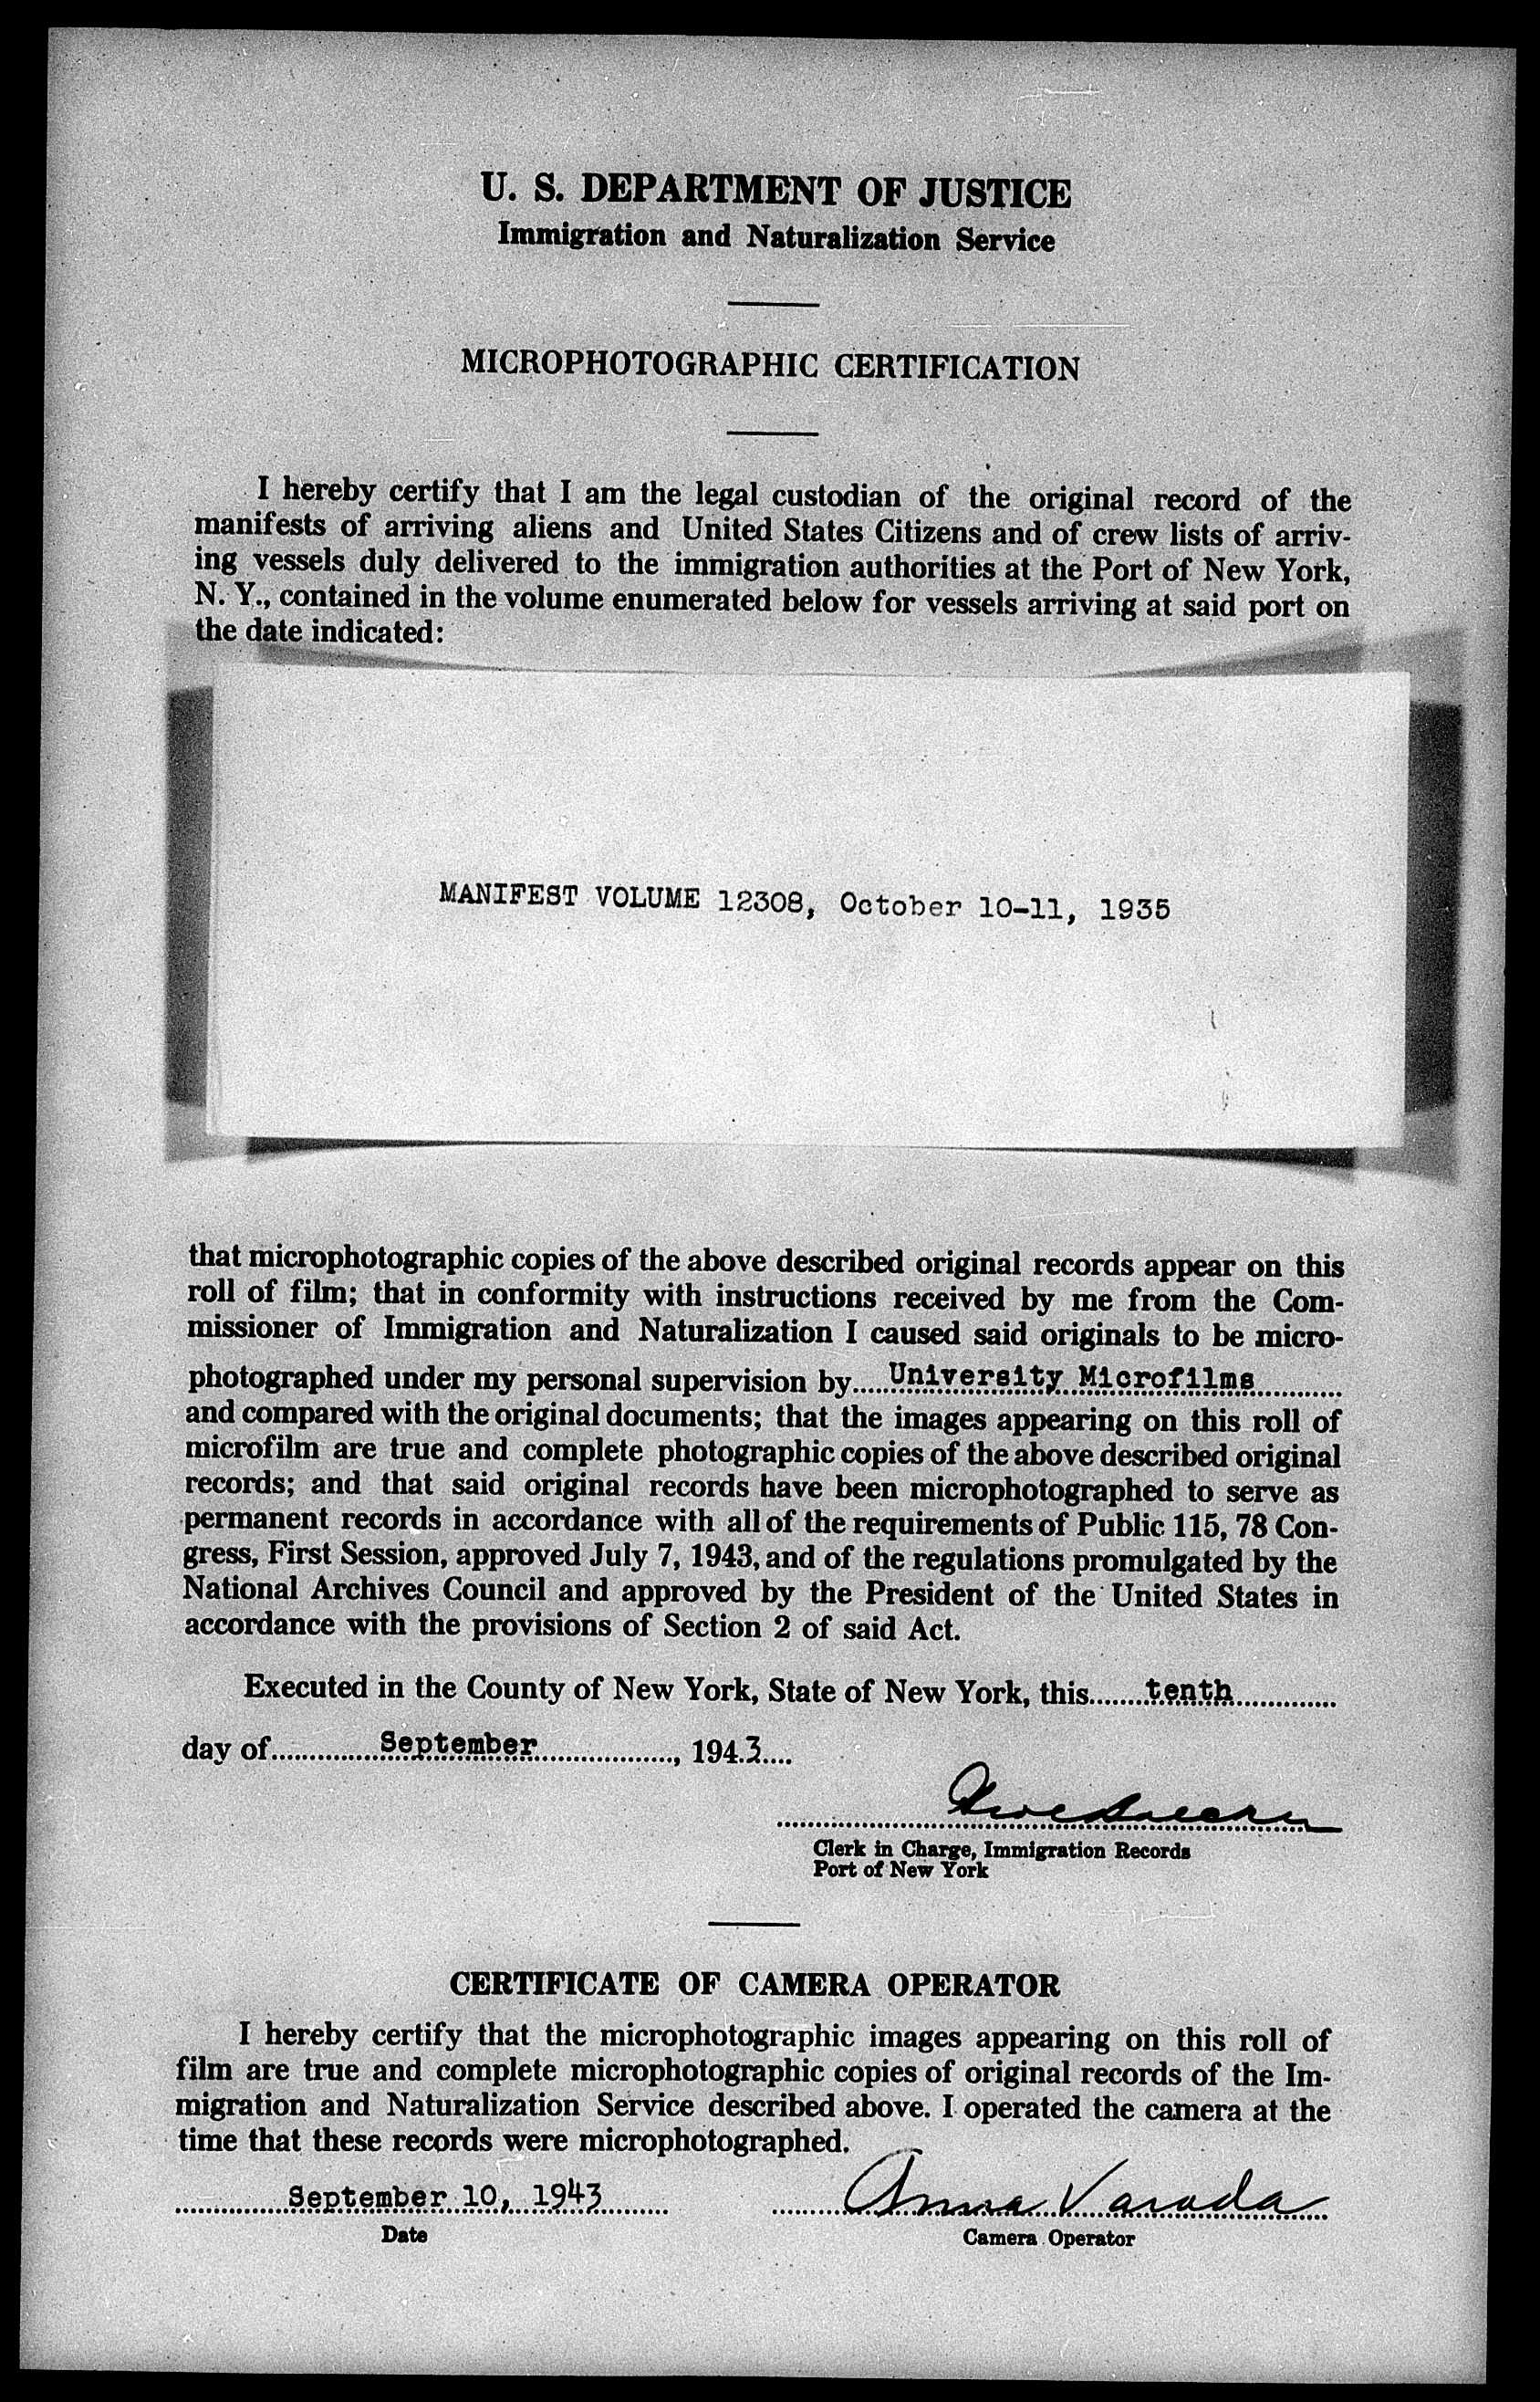 U. S. DEPARTMENT OF JUSTICE
Immigration and Naturalization Service
MICROPHOTOGRAPHIC CERTIFICATION
I hereby certify that I am the legal custodian of the original record of the
manifests of arriving aliens and United States Citizens and of crew lists of arriv-
ing vessels duly delivered to the immigration authorities at the Port of New York,
N. Y., contained in the volume enumerated below for vessels arriving at said port on
the date indicated:
MANIFEST VOLUME 12308, October 10-11, 1935
that microphotographic copies of the above described original records appear on this
roll of film; that in conformity with instructions received by me from the Com-
missioner of Immigration and Naturalization I caused said originals to be micro-
photographed under my personal supervision by.....University Microfilms...........
and compared with the original documents; that the images appearing on this roll of
microfilm are true and complete photographic copies of the above described original
records; and that said original records have been microphotographed to serve as
permanent records in accordance with all of the requirements of Public 115, 78 Con-
gress, First Session, approved July 7, 1943, and of the regulations promulgated by the
National Archives Council and approved by the President of the United States in
accordance with the provisions of Section 2 of said Act.
Executed in the County of New York, State of New York, this........tenth.............
day of...............September..................., 194.3....
Clerk in Charge, Immigration Records
Port of New York
CERTIFICATE OF CAMERA OPERATOR
I hereby certify that the microphotographic images appearing on this roll of
film are true and complete microphotographic copies of original records of the Im-
migration and Naturalization Service described above. I operated the camera at the
time that these records were microphotographed.
September 10, 1943 Anna Varada
Date Camera Operator